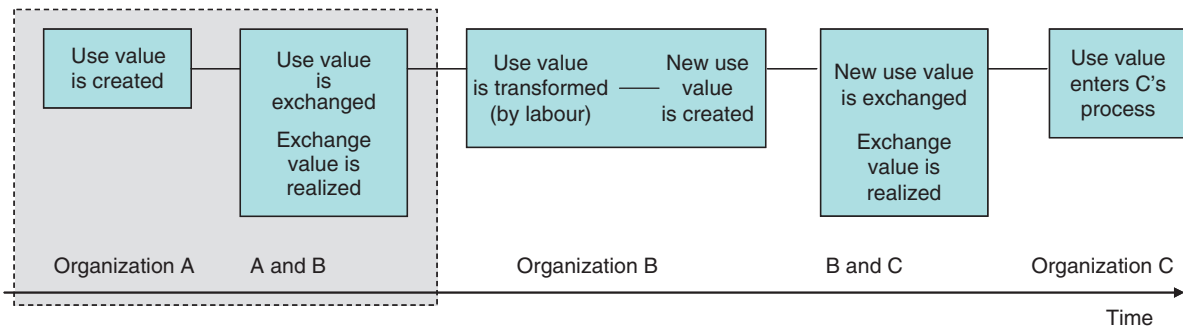 Use value
is created
Use value
is
exchanged
Exchange
value is
realized
Use value
is transformed
(by labour)
New use
value
is created
New use value
is exchanged
Exchange
value is
realized
Use value
enters C's
process
Organization A
A and B
Organization B
B and C
Organization C
Time